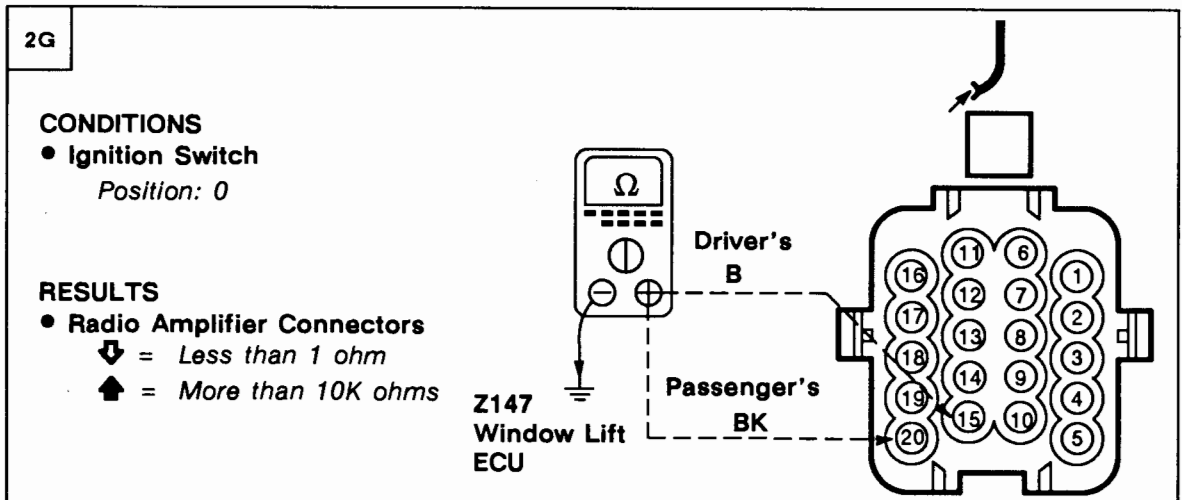 2G
CONDITIONS
● Ignition Switch
Position: 0
RESULTS
● Radio Amplifier Connectors
= Less than 1 ohm
= More than 10K ohms
Ω
Driver's
B
Passenger's
BK
Z147
Window Lift
ECU
11 6
16 1
12 7
17 2
13 8
18 3
14 9
19 4
15 10
20 5